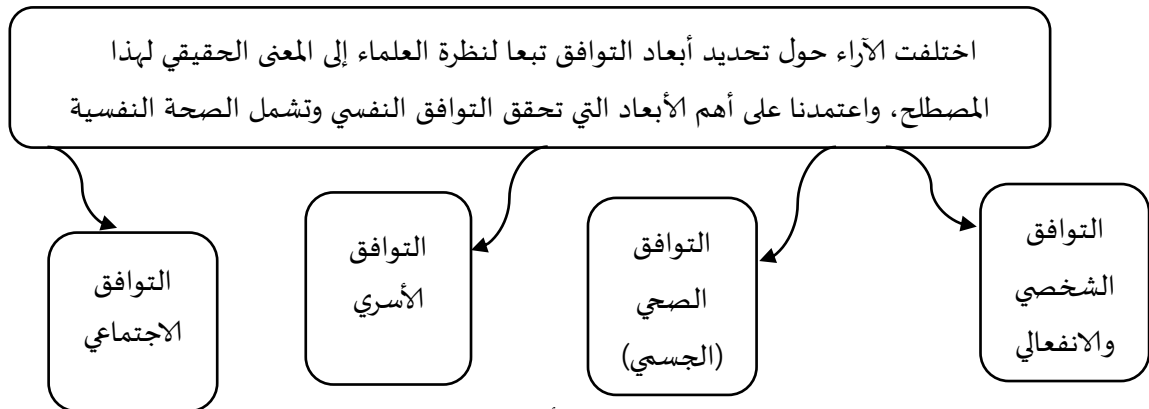 اختلفت الآراء حول تحديد أبعاد التوافق تبعا لنظرة العلماء إلى المعنى الحقيقي لهذا
المصطلح، واعتمدنا على أهم الأبعاد التي تحقق التوافق النفسي وتشمل الصحة النفسية
التوافق
الشخصي
والانفعالي
التوافق
الصحي
(الجسمي)
التوافق
الأسري
التوافق
الاجتماعي